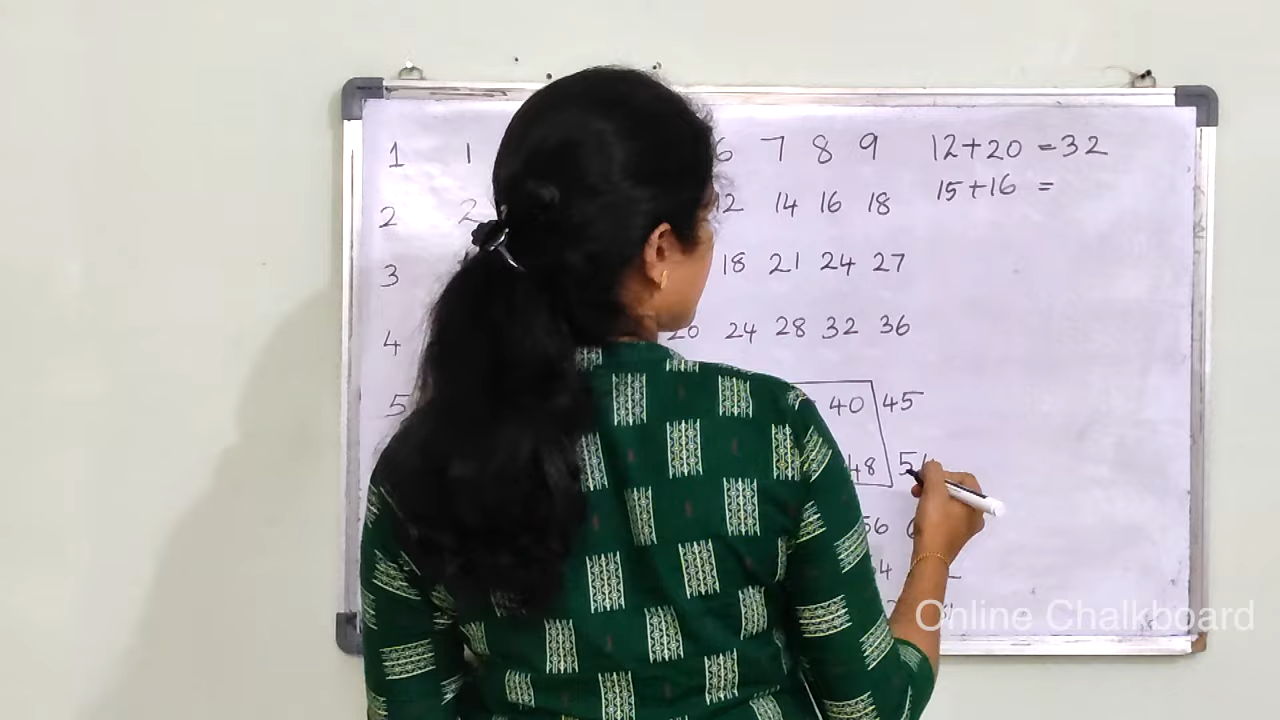 1 1 6 7 8 9 12+20 =32
2 2 12 14 16 18 15+16 =
3 18 21 24 27
4 20 24 28 32 36
5 40 45
48
56
Online Chalkboard